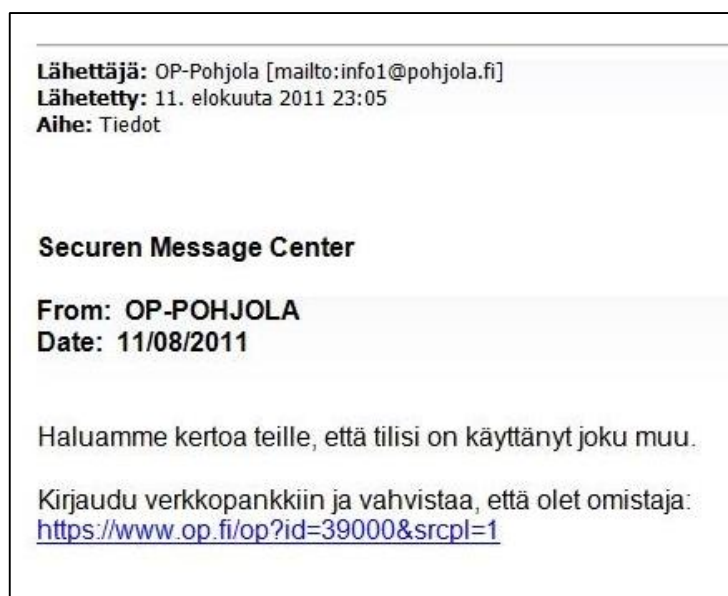 Lähettäjä: OP-Pohjola [mailto:info1@pohjola.fi]
Lähetetty: 11. elokuuta 2011 23:05
Aihe: Tiedot
Securen Message Center
From: OP-POHJOLA
Date: 11/08/2011
Haluamme kertoa teille, että tilisi on käyttänyt joku muu.
Kirjaudu verkkopankkiin ja vahvistaa, että olet omistaja:
https://www.op.fi/op?id=39000&srcpl=1